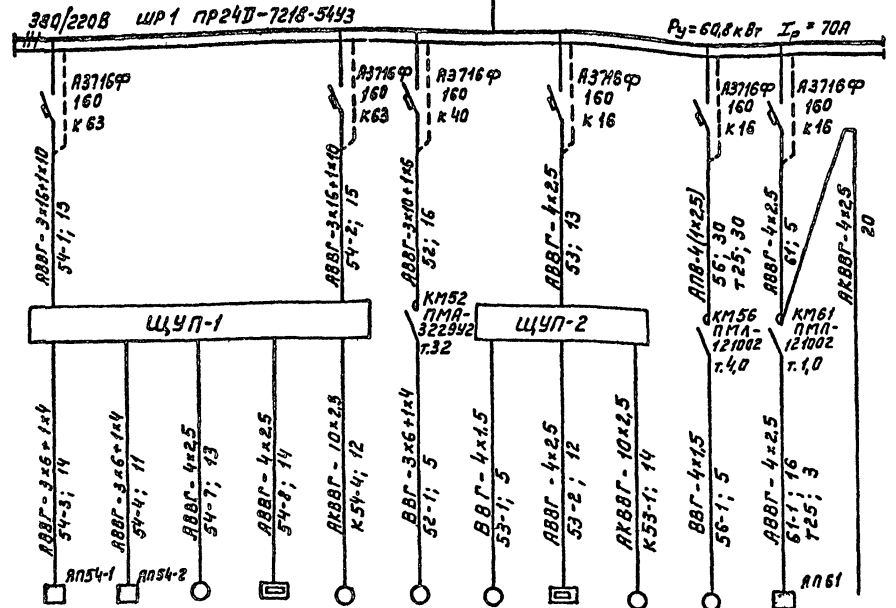 380/220В ШР1 ПР24П-7218-54У3
Ру=60,8кВт Iр=70А
А3716Ф
160
К63
А3716Ф
160
К63
А3716Ф
160
К40
А3716Ф
160
К16
А3716Ф
160
К16
А3716Ф
160
К16
АВВГ-3х16+1х10
54-1; 15
АВВГ-3х16+1х10
54-2; 15
АВВГ-3х10+1х6
52; 16
АВВГ-4х2,5
53; 13
АПВ-4(1х2,5)
56; 30
т25; 30
АВВГ-4х2,5
61; 5
АКВВГ-4х2,5
20
ЩУП-1
КМ52
ПМА-
3229У2
т.32
ЩУП-2
КМ56
ПМЛ-
121002
т.4,0
КМ61
ПМЛ-
121002
т.1,0
АВВГ-3х6+1х4
54-3; 14
АВВГ-3х6+1х4
54-4; 11
АВВГ-4х2,5
54-7; 13
АВВГ-4х2,5
54-8; 14
АКВВГ-10х2,5
К54-4; 12
ВВГ-3х6+1х4
52-1; 5
ВВГ-4х1,5
53-1; 5
АВВГ-4х2,5
53-2; 12
АКВВГ-10х2,5
К53-1; 14
ВВГ-4х1,5
56-1; 5
АВВГ-4х2,5
61-1; 16
т25; 3
ЯП54-1
ЯП54-2
ЯП61